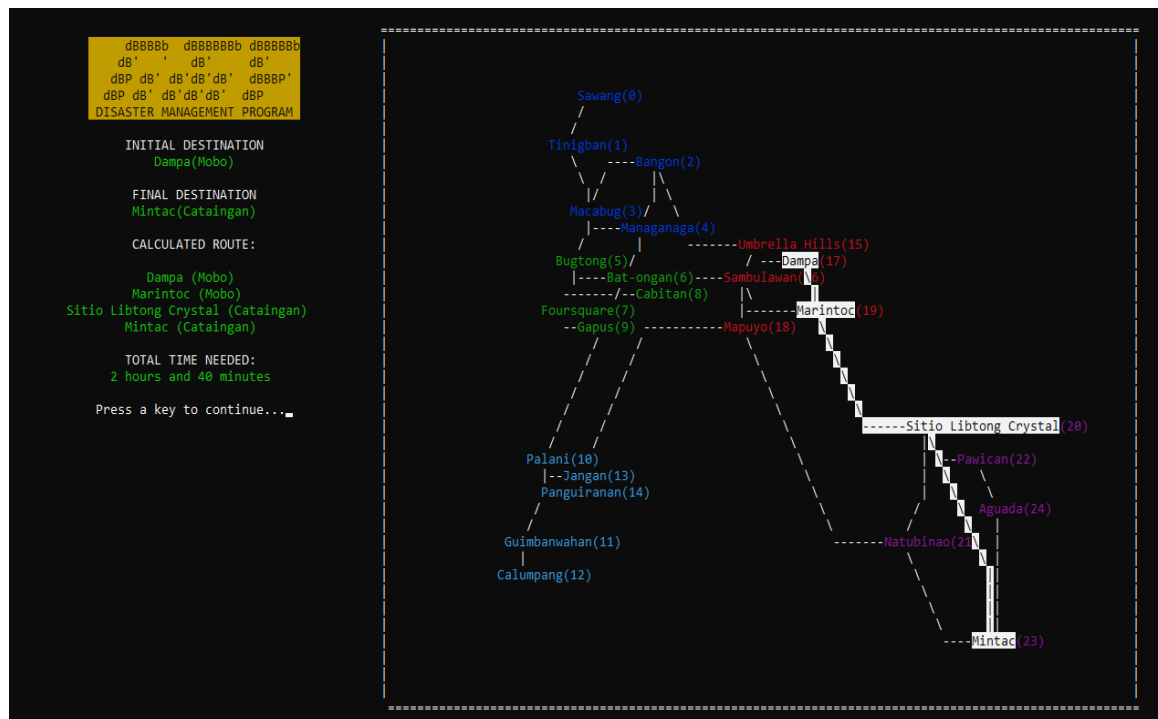 DISASTER MANAGEMENT PROGRAM
INITIAL DESTINATION
Dampa(Mobo)
FINAL DESTINATION
Mintac(Cataingan)
CALCULATED ROUTE:
Dampa (Mobo)
Marintoc (Mobo)
Sitio Libtong Crystal (Cataingan)
Mintac (Cataingan)
TOTAL TIME NEEDED:
2 hours and 40 minutes
Press a key to continue...
Sawang(0)
Tinigban(1)
Bangon(2)
Macabug(3)
Managanaga(4)
Umbrella Hills(15)
Bugtong(5)
Dampa(17)
Bat-ongan(6)
Sambulawan( 6)
Cabitan(8)
Foursquare(7)
Marintoc(19)
Gapus(9)
Mapuyo(18)
Sitio Libtong Crystal(20)
Palani(10)
Pawican(22)
Jangan(13)
Panguiranan(14)
Aguada(24)
Guimbanwahan(11)
Natubinao(21
Calumpang(12)
Mintac(23)